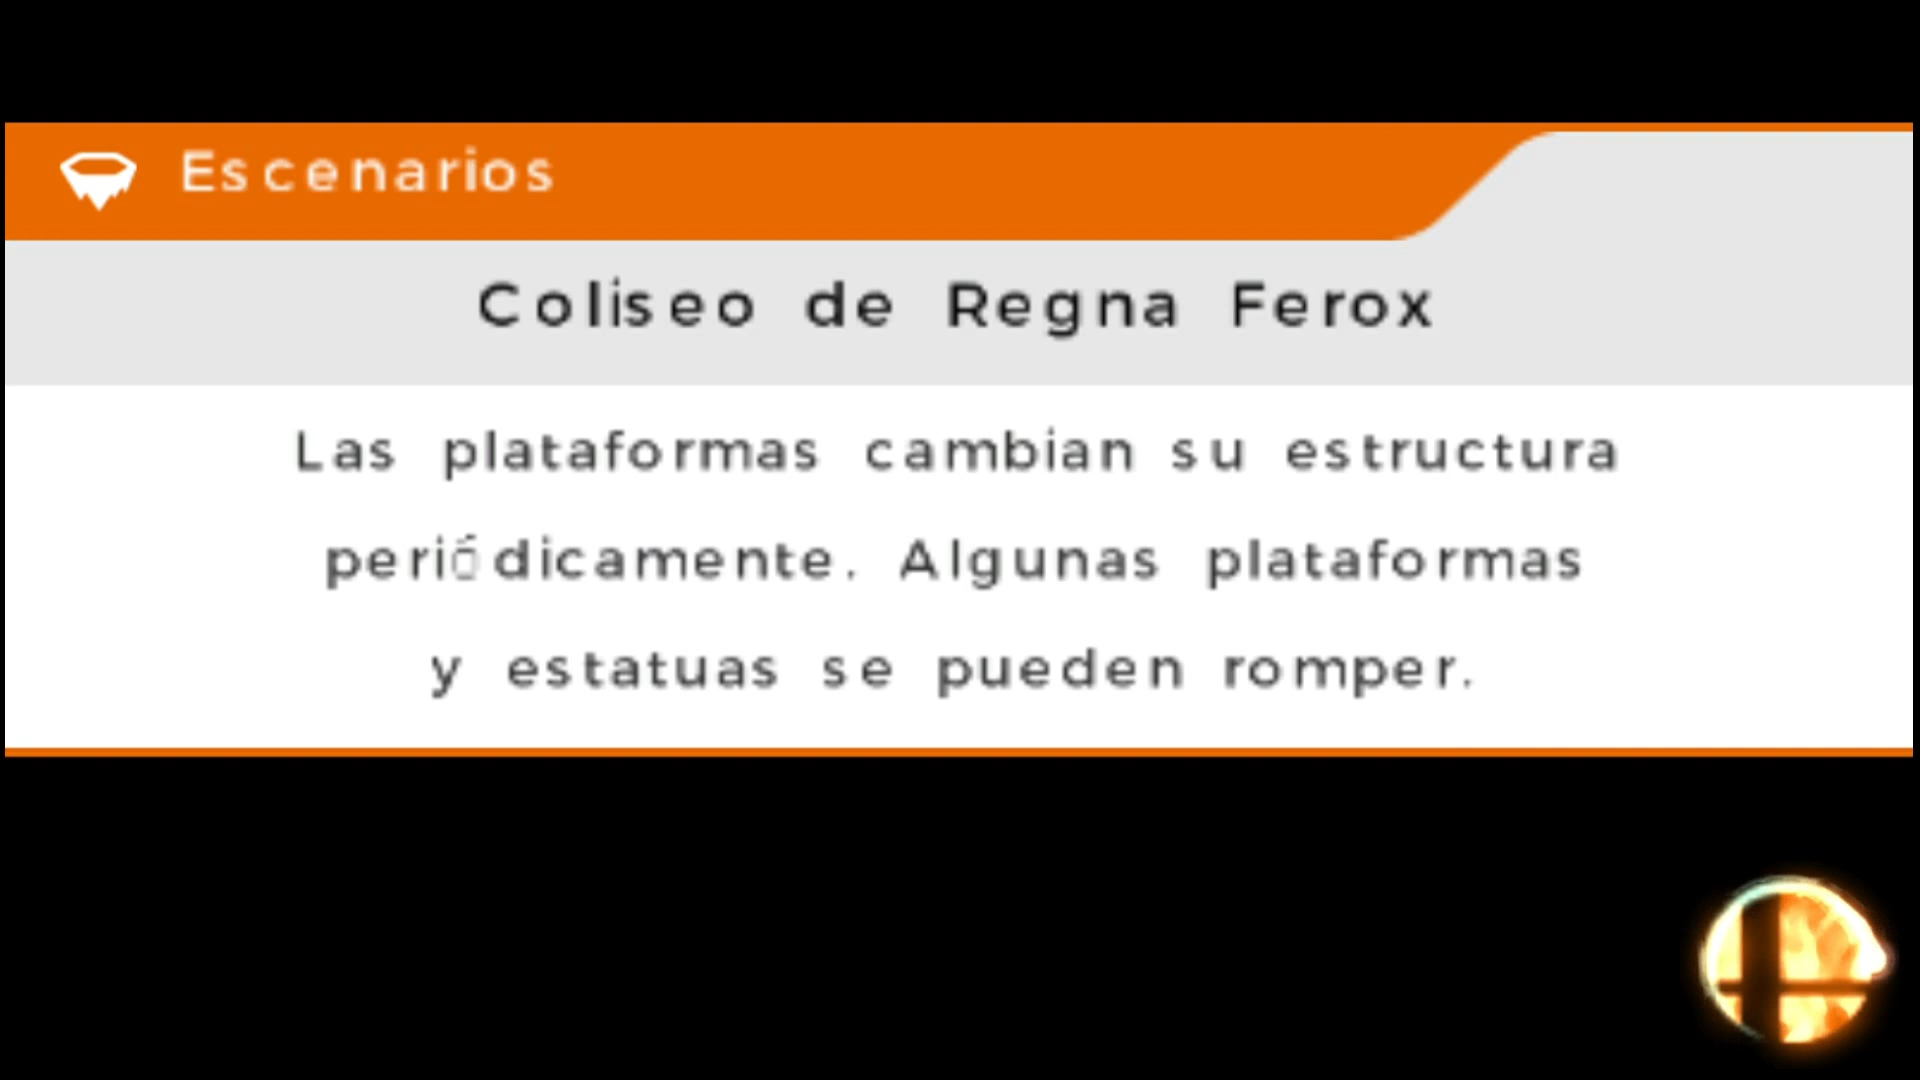 Escenarios
Coliseo de Regna Ferox
Las plataformas cambian su estructura
periódicamente. Algunas plataformas
y estatuas se pueden romper.